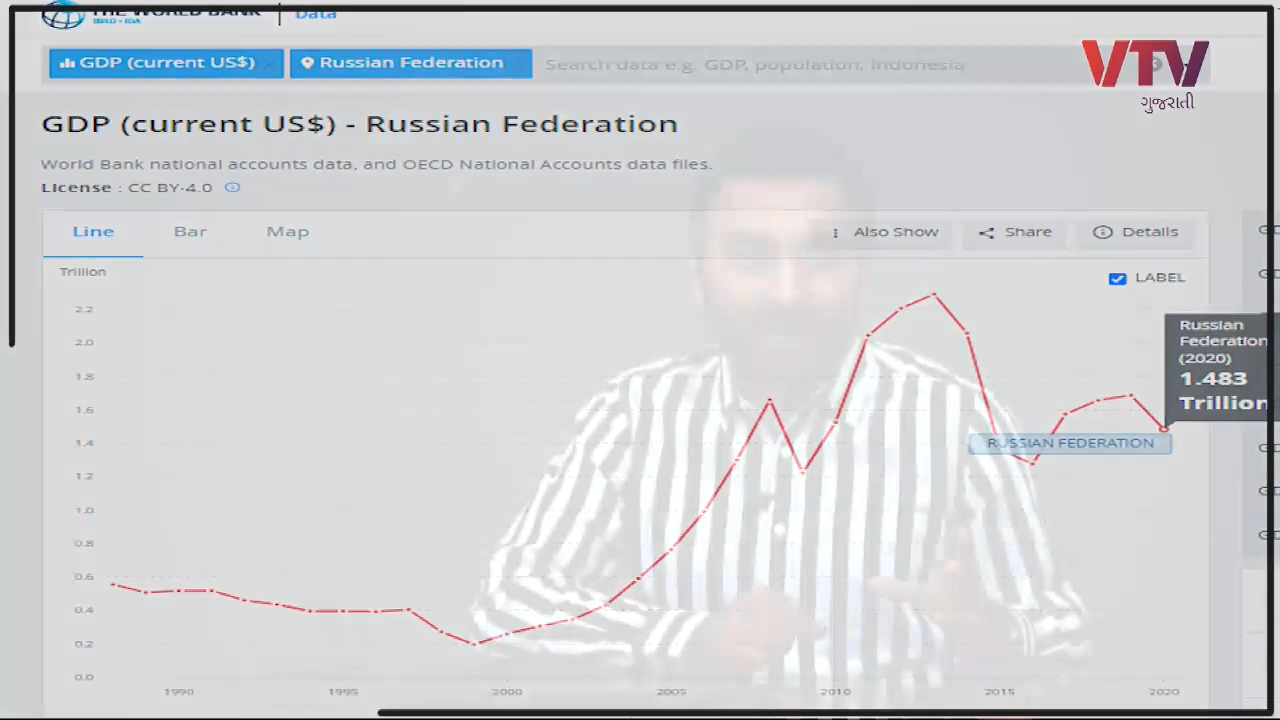 THE WORLD BANK
IBRD • IDA
Data
GDP (current US$)
Russian Federation
Search data e.g. GDP, population, Indonesia
VTV
ગુજરાતી
GDP (current US$) - Russian Federation
World Bank national accounts data, and OECD National Accounts data files.
License : CC BY-4.0
Line
Bar
Map
Also Show
Share
Details
Trillion
LABEL
2.2
2.0
1.8
1.6
1.4
1.2
1.0
0.8
0.6
0.4
0.2
0.0
Russian
Federation
(2020)
1.483
Trillion
RUSSIAN FEDERATION
1990
1995
2000
2005
2010
2015
2020